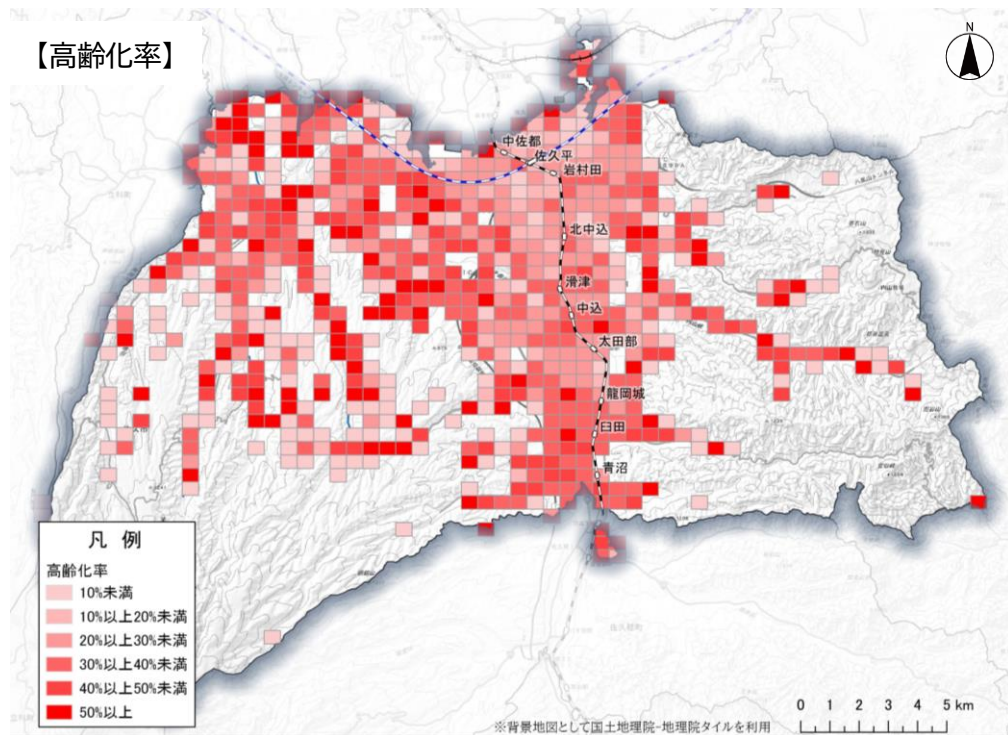 【高齢化率】
N
中佐都
佐久平
岩村田
北中込
滑津
中込
太田部
龍岡城
臼田
青沼
凡 例
高齢化率
10%未満
10%以上20%未満
20%以上30%未満
30%以上40%未満
40%以上50%未満
50%以上
佐久穂町
0 1 2 3 4 5 km
※背景地図として国土地理院-地理院タイルを利用